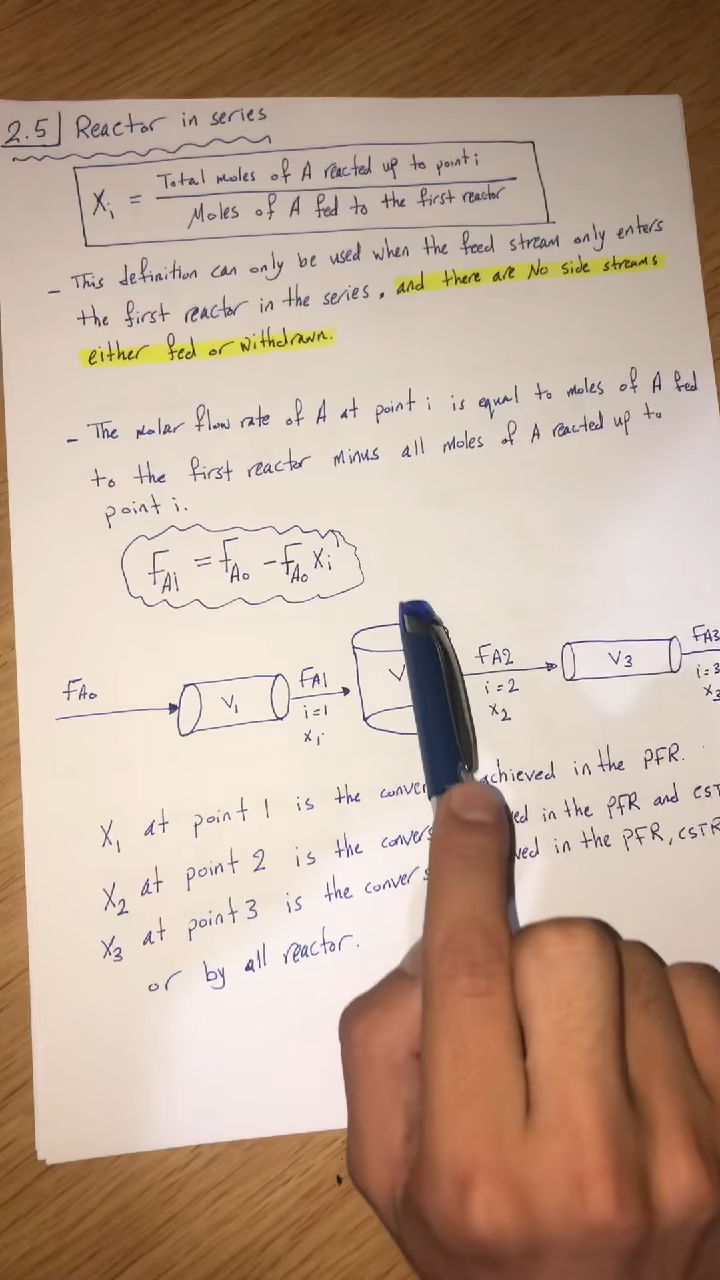 2.5 Reactor in series
Xi = Total moles of A reacted up to point i / Moles of A fed to the first reactor
- This definition can only be used when the feed stream only enters
the first reactor in the series, and there are No side streams
either fed or withdrawn.
- The molar flow rate of A at point i is equal to moles of A fed
to the first reactor minus all moles of A reacted up to
point i.
FAi = FAo - FAo Xi
FAo V1 FA1 V FA2 V3 FA3
i=1 i=2 i=3
X1 X2 X3
X1 at point 1 is the achieved in the PFR.
X2 at point 2 is the in the PFR and
X3 at point 3 is the in the PFR, CSTR
or by all reactor.